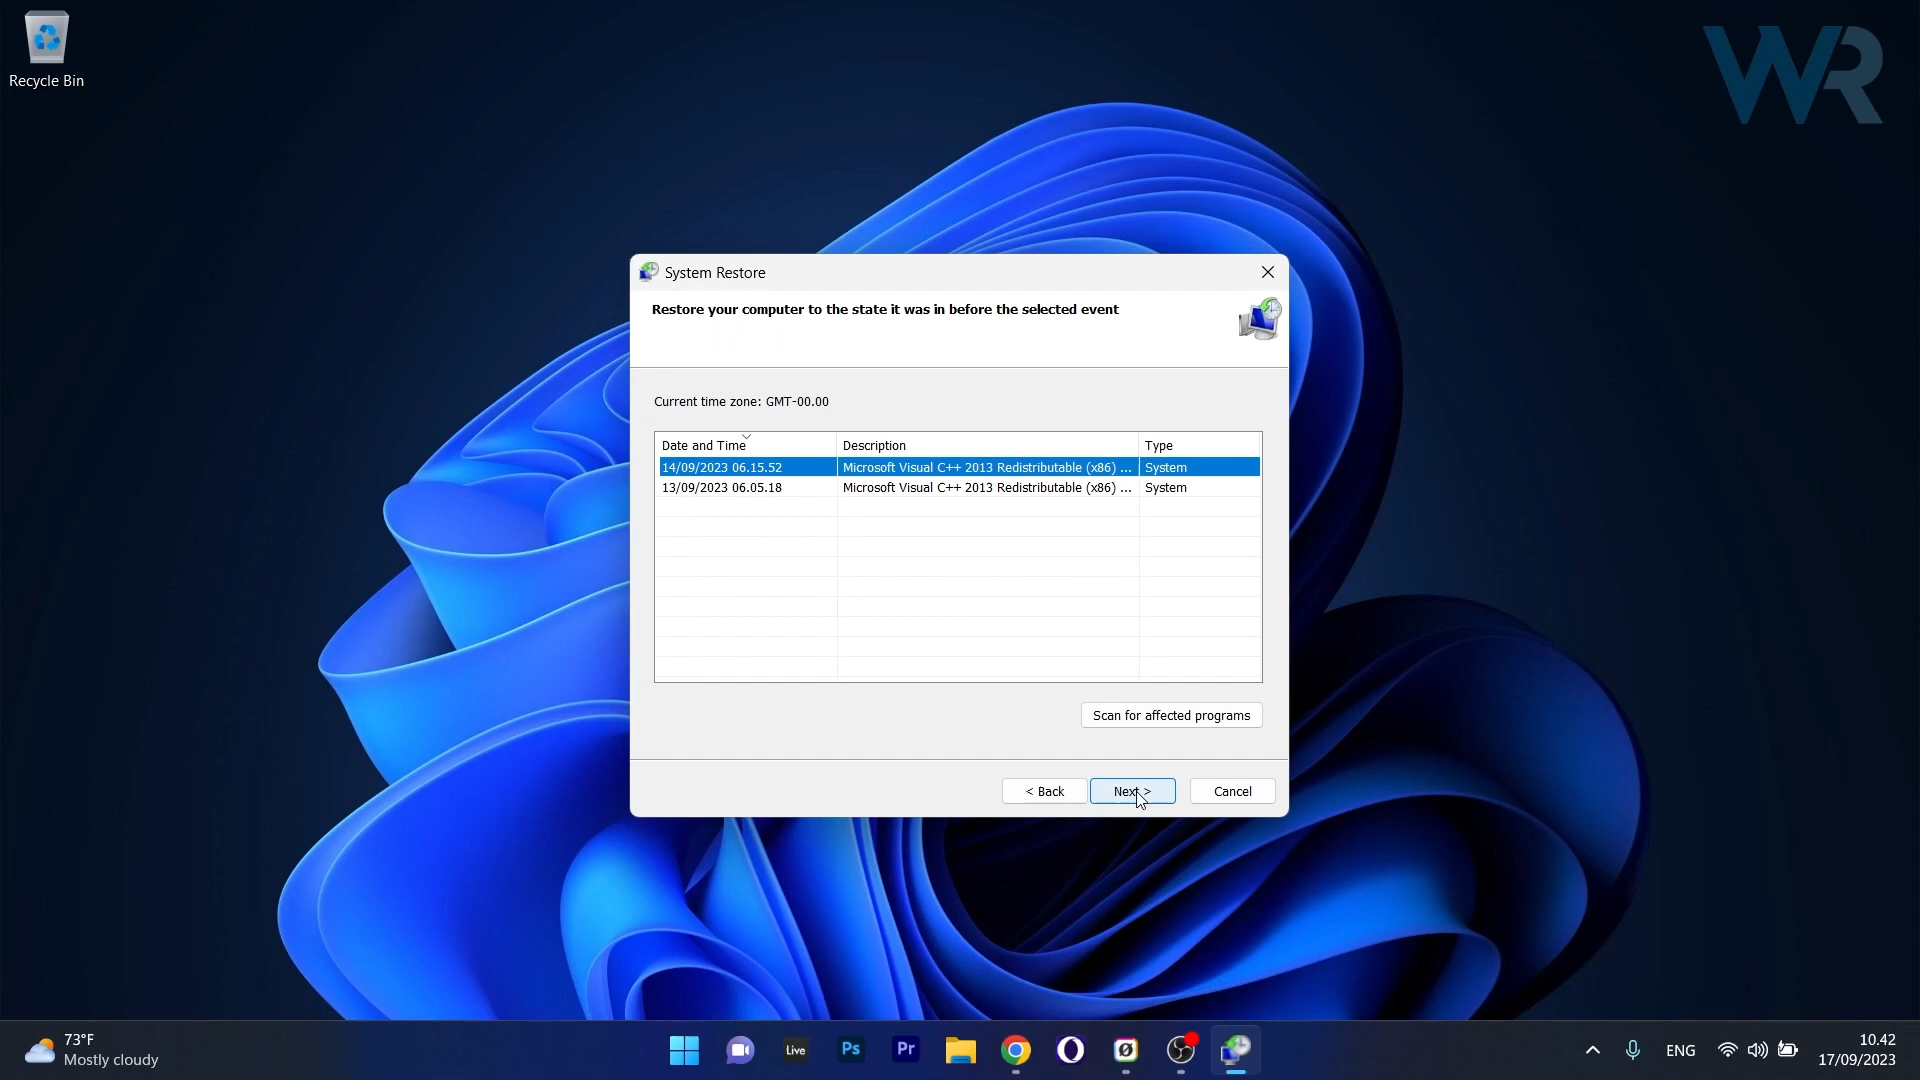 Recycle Bin
WR
System Restore
Restore your computer to the state it was in before the selected event
Current time zone: GMT-00.00
Date and Time Description Type
14/09/2023 06.15.52 Microsoft Visual C++ 2013 Redistributable (x86) ... System
13/09/2023 06.05.18 Microsoft Visual C++ 2013 Redistributable (x86) ... System
Scan for affected programs
< Back Next > Cancel
73°F
Mostly cloudy
Live Ps Pr
ENG
10.42
17/09/2023